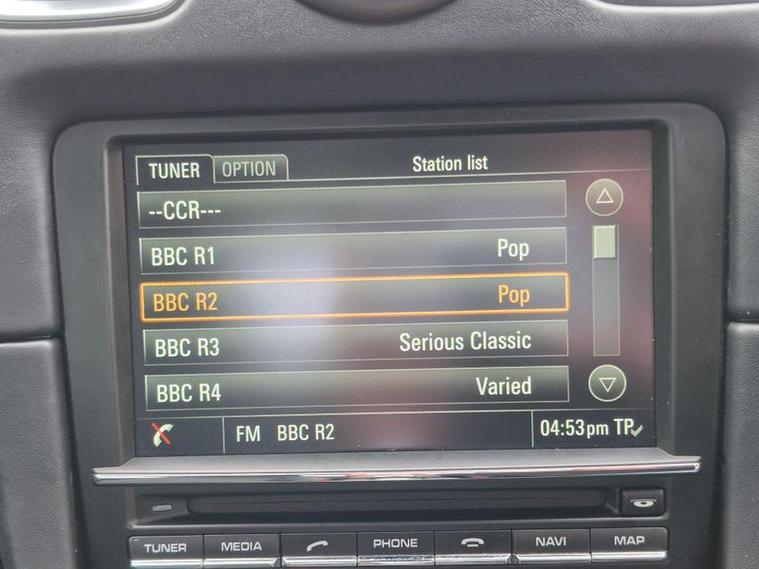 TUNER OPTION Station list
--CCR---
BBC R1 Pop
BBC R2 Pop
BBC R3 Serious Classic
BBC R4 Varied
FM BBC R2 04:53pm TP
TUNER MEDIA PHONE NAVI MAP